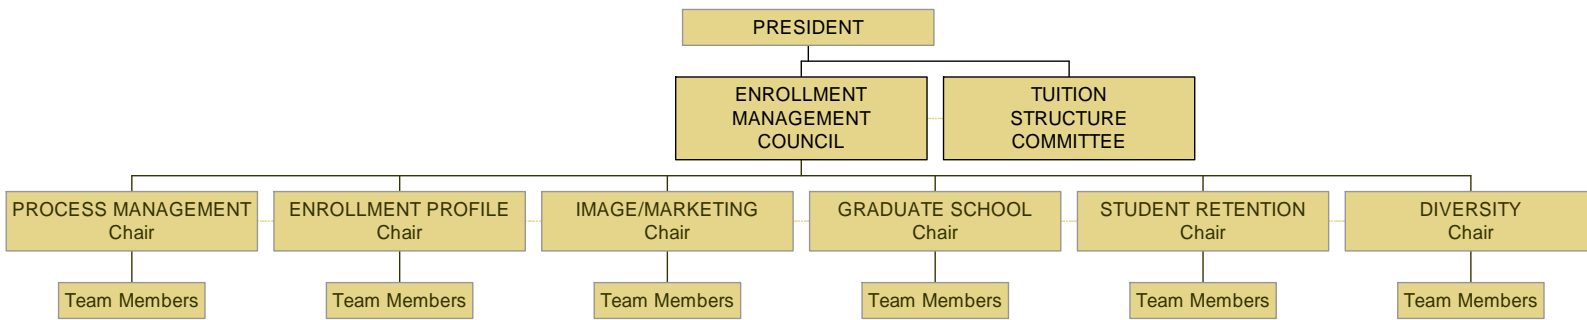 PRESIDENT
ENROLLMENT
MANAGEMENT
COUNCIL
TUITION
STRUCTURE
COMMITTEE
PROCESS MANAGEMENT
Chair
ENROLLMENT PROFILE
Chair
IMAGE/MARKETING
Chair
GRADUATE SCHOOL
Chair
STUDENT RETENTION
Chair
DIVERSITY
Chair
Team Members
Team Members
Team Members
Team Members
Team Members
Team Members